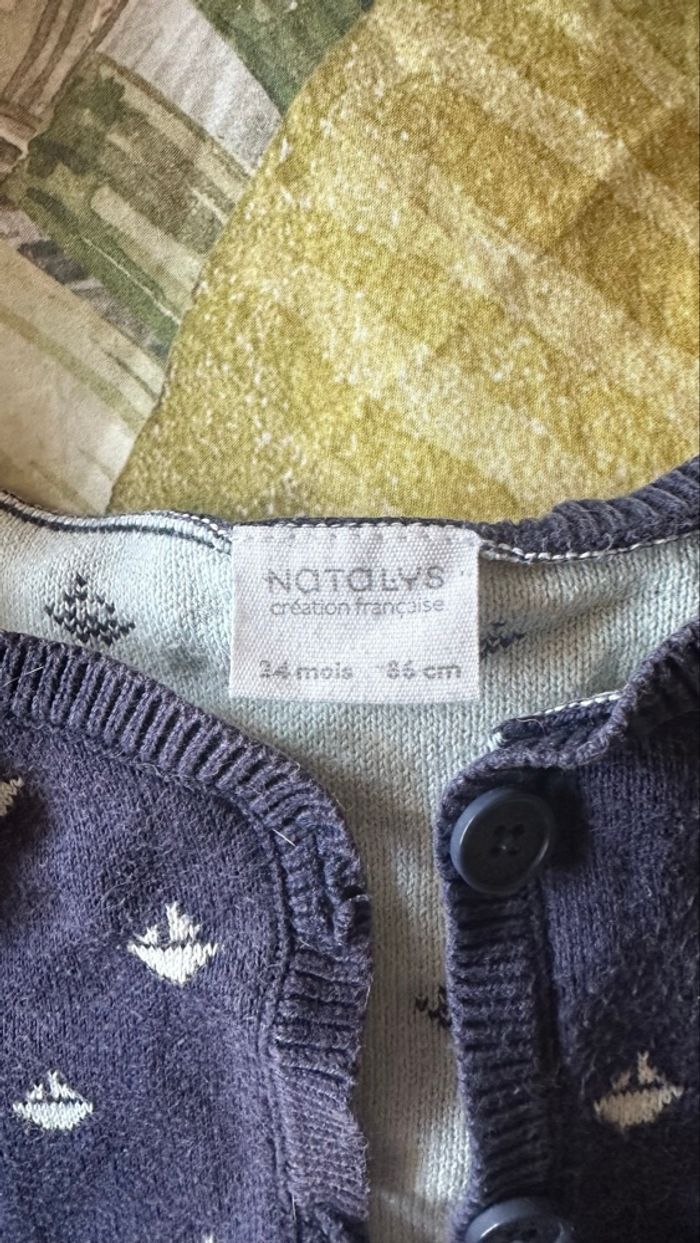 NATALYS
création française
24 mois 86 cm